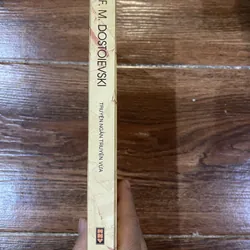 F. M. DOSTOIEVSKI
TRUYỆN NGẮN TRUYỆN VỪA